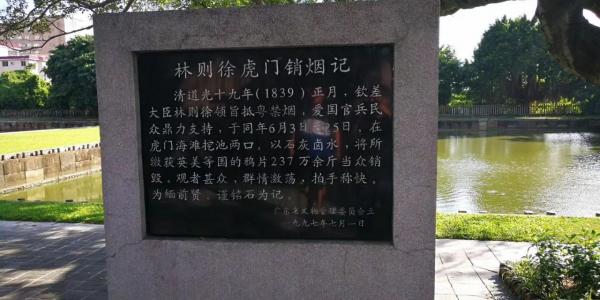 林则徐虎门销烟记
清道光十九年(1839)正月，钦差
大臣林则徐领旨抵粤禁烟，爱国官兵民
众鼎力支持，于同年6月3日至25日，在
虎门海滩挖池两口，以石灰卤水，将所
缴获英美等国的鸦片237万余斤当众销
毁，观者甚众，群情激荡，拍手称快。
为缅前贤，谨铭石为记。
广东省文物管理委员会立
一九九七年七月一日